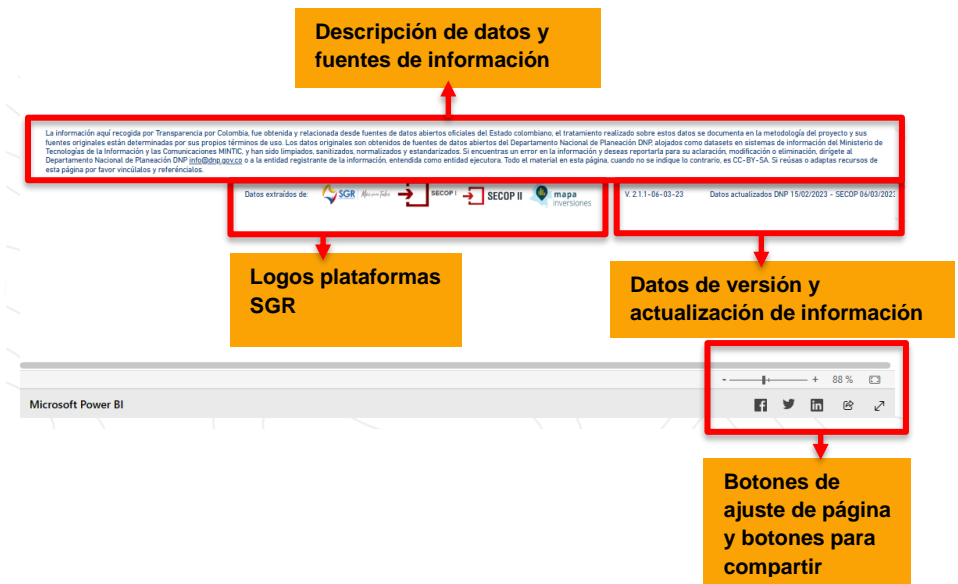 Descripción de datos y
fuentes de información
La información aquí recogida por Transparencia por Colombia, fue obtenida y relacionada desde fuentes de datos abiertos oficiales del Estado colombiano, el tratamiento realizado sobre estos datos se documenta en la metodología del proyecto y sus
fuentes originales están determinadas por sus propios términos de uso. Los datos originales son obtenidos de fuentes de datos abiertos del Departamento Nacional de Planeación DNP, alojados como datasets en sistemas de información del Ministerio de
Tecnologías de la Información y las Comunicaciones MINTIC, y han sido limpiados, sanitizados, normalizados y estandarizados. Si encuentras un error en la información y deseas reportarla para su aclaración, modificación o eliminación, dirígete al
Departamento Nacional de Planeación DNP info@dnp.gov.co o a la entidad registrante de la información, entendida como entidad ejecutora. Todo el material en esta página, cuando no se indique lo contrario, es CC-BY-SA. Si reúsas o adaptas recursos de
esta página por favor vincúlatos y referéncialos.
Datos extraídos de: SGR SECOP I SECOP II mapa
inversiones
V. 2.1.1-06-03-23 Datos actualizados DNP 15/02/2023 - SECOP 06/03/2023
Logos plataformas
SGR
Datos de versión y
actualización de información
- + 88 %
Microsoft Power BI
Botones de
ajuste de página
y botones para
compartir